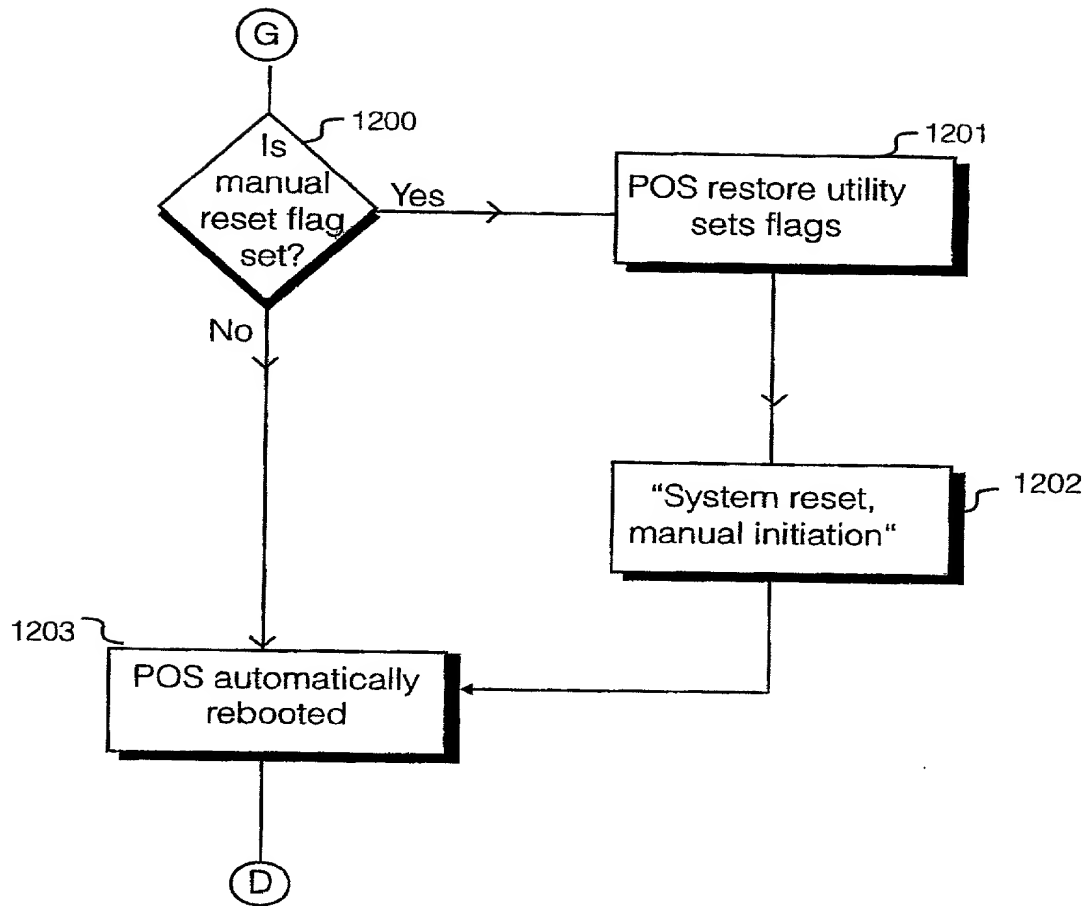 G
1200
Is
manual
reset flag
set?
Yes
No
1201
POS restore utility
sets flags
1202
“System reset,
manual initiation“
1203
POS automatically
rebooted
D